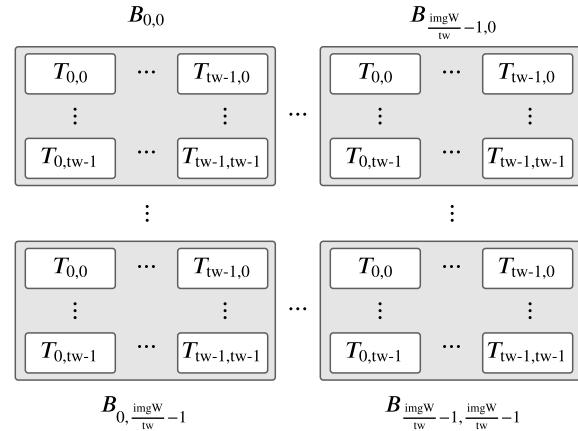 B0,0 B imgW/tw −1,0
T0,0 ... Ttw-1,0 T0,0 ... Ttw-1,0
⋮ ⋮ ... ⋮ ⋮
T0,tw-1 ... Ttw-1,tw-1 T0,tw-1 ... Ttw-1,tw-1
⋮ ⋮
T0,0 ... Ttw-1,0 T0,0 ... Ttw-1,0
⋮ ⋮ ... ⋮ ⋮
T0,tw-1 ... Ttw-1,tw-1 T0,tw-1 ... Ttw-1,tw-1
B0, imgW/tw −1 B imgW/tw −1, imgW/tw −1